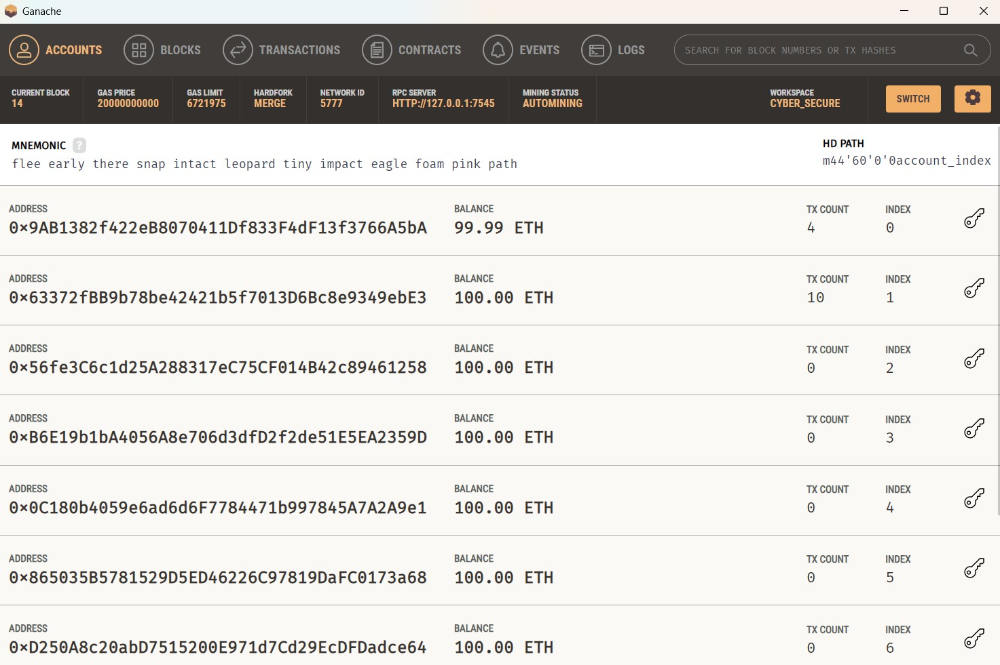 Ganache
ACCOUNTS BLOCKS TRANSACTIONS CONTRACTS EVENTS LOGS SEARCH FOR BLOCK NUMBERS OR TX HASHES
CURRENT BLOCK GAS PRICE GAS LIMIT HARDFORK NETWORK ID RPC SERVER MINING STATUS WORKSPACE
14 20000000000 6721975 MERGE 5777 HTTP://127.0.0.1:7545 AUTOMINING CYBER_SECURE SWITCH
MNEMONIC ? HD PATH
flee early there snap intact leopard tiny impact eagle foam pink path m44'60'0'0account_index
ADDRESS BALANCE TX COUNT INDEX
0×9AB1382f422eB8070411Df833F4dF13f3766A5bA 99.99 ETH 4 0
ADDRESS BALANCE TX COUNT INDEX
0×63372fBB9b78be42421b5f7013D6Bc8e9349ebE3 100.00 ETH 10 1
ADDRESS BALANCE TX COUNT INDEX
0×56fe3C6c1d25A288317eC75CF014B42c89461258 100.00 ETH 0 2
ADDRESS BALANCE TX COUNT INDEX
0×B6E19b1bA4056A8e706d3dfD2f2de51E5EA2359D 100.00 ETH 0 3
ADDRESS BALANCE TX COUNT INDEX
0×0C180b4059e6ad6d6F7784471b997845A7A2A9e1 100.00 ETH 0 4
ADDRESS BALANCE TX COUNT INDEX
0×865035B5781529D5ED46226C97819DaFC0173a68 100.00 ETH 0 5
ADDRESS BALANCE TX COUNT INDEX
0×D250A8c20abD7515200E971d7Cd29EcDFDadce64 100.00 ETH 0 6